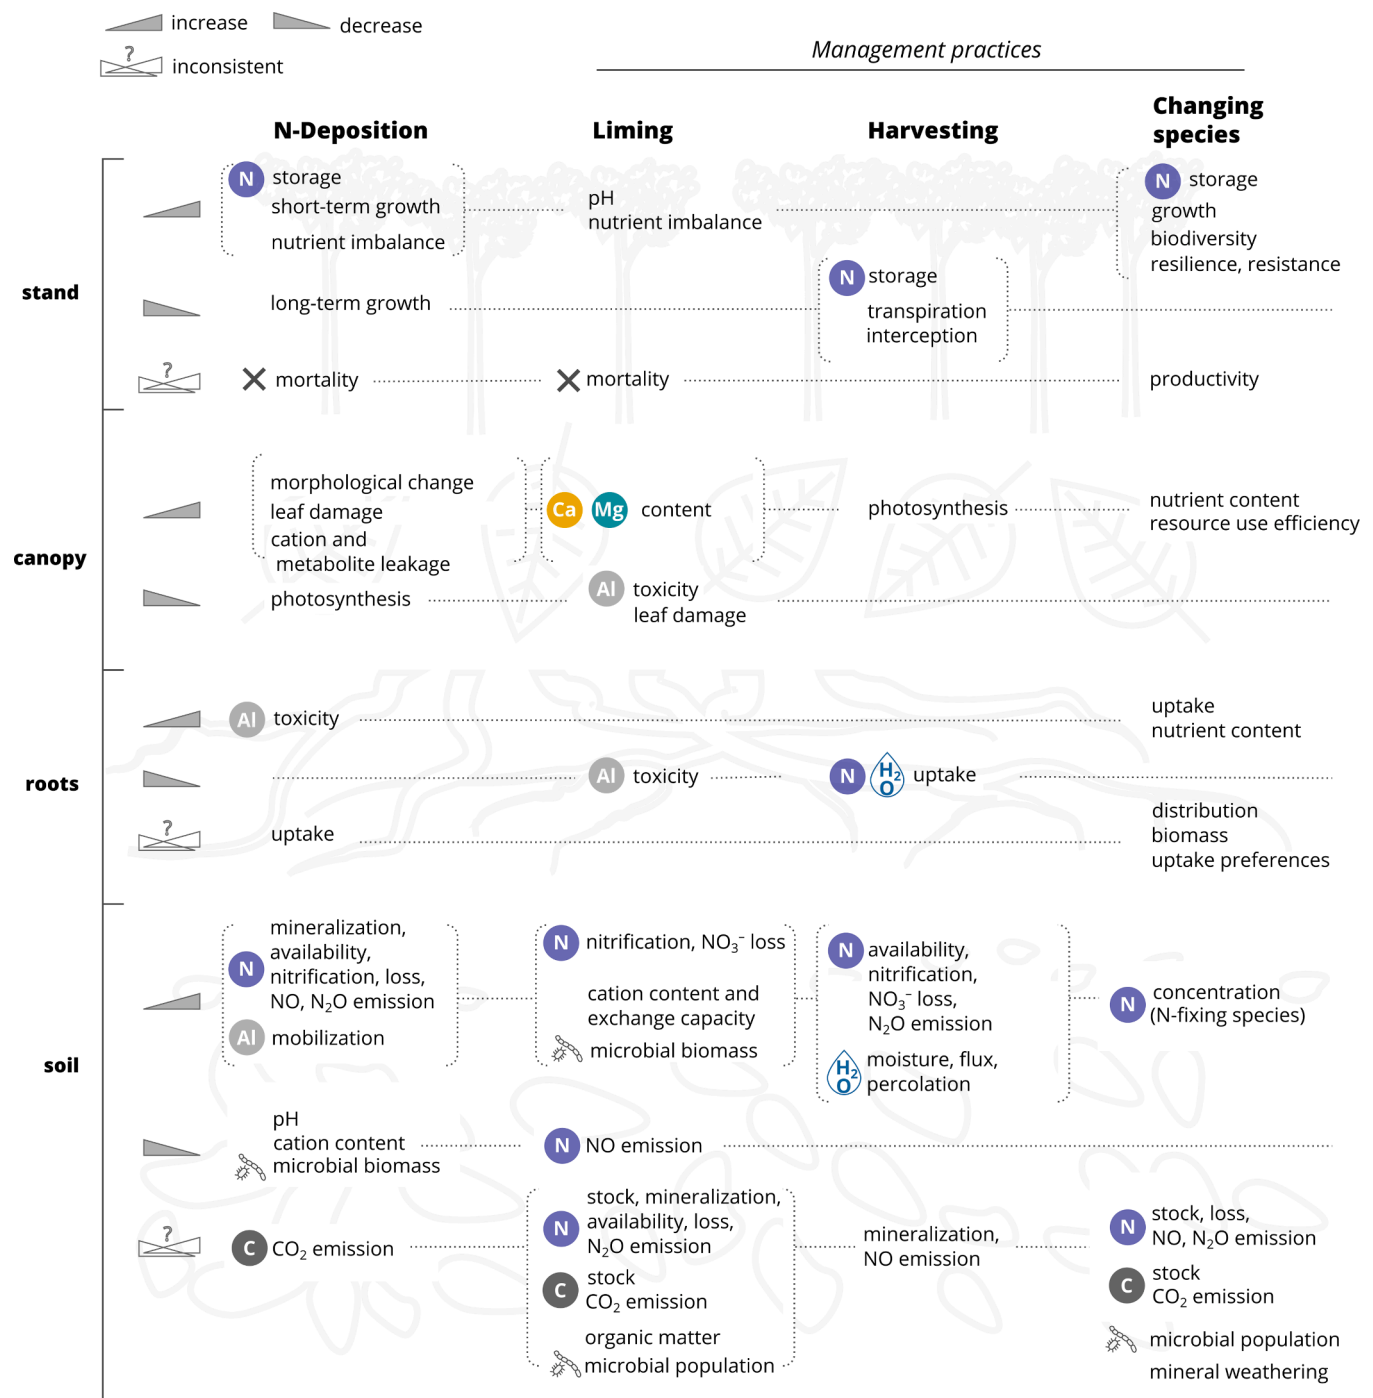 increase
decrease
?
inconsistent
Management practices
N-Deposition
Liming
Harvesting
Changing
species
stand
N storage
short-term growth
nutrient imbalance
pH
nutrient imbalance
N storage
growth
biodiversity
resilience, resistance
long-term growth
N storage
transpiration
interception
?
mortality
mortality
productivity
canopy
morphological change
leaf damage
cation and
metabolite leakage
Ca Mg content
photosynthesis
nutrient content
resource use efficiency
photosynthesis
Al toxicity
leaf damage
roots
Al toxicity
uptake
nutrient content
Al toxicity
N H₂O uptake
?
uptake
distribution
biomass
uptake preferences
soil
mineralization,
availability,
N nitrification, loss,
NO, N₂O emission
Al mobilization
N nitrification, NO₃⁻ loss
cation content and
exchange capacity
microbial biomass
N availability,
nitrification,
NO₃⁻ loss,
N₂O emission
H₂O moisture, flux,
percolation
N concentration
(N-fixing species)
pH
cation content
microbial biomass
N NO emission
?
C CO₂ emission
stock, mineralization,
N availability, loss,
N₂O emission
C stock
CO₂ emission
organic matter
microbial population
mineralization,
NO emission
N stock, loss,
NO, N₂O emission
C stock
CO₂ emission
microbial population
mineral weathering